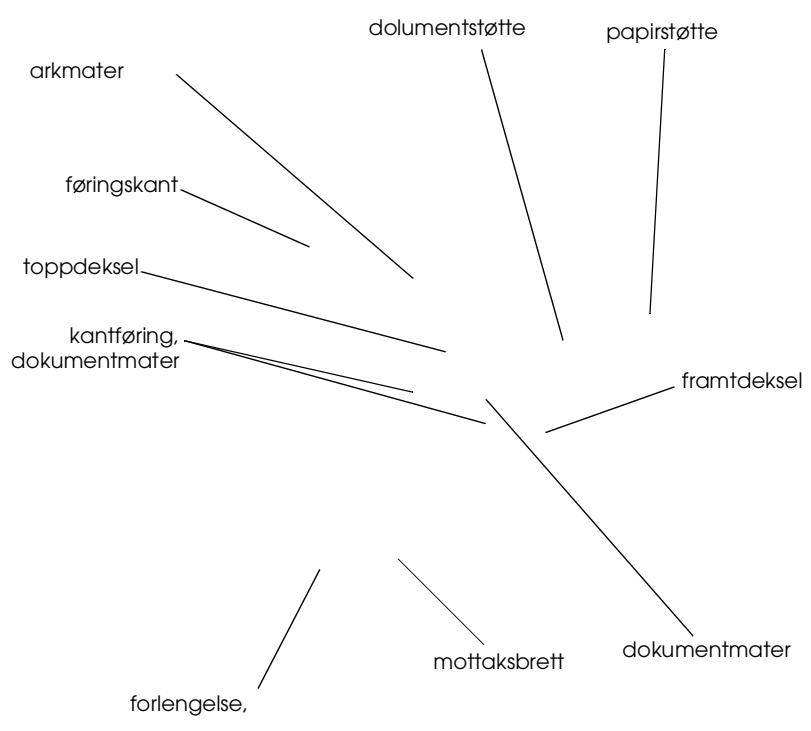 dolumentstøtte
papirstøtte
arkmater
føringskant
toppdeksel
kantføring,
dokumentmater
framtdeksel
dokumentmater
mottaksbrett
forlengelse,